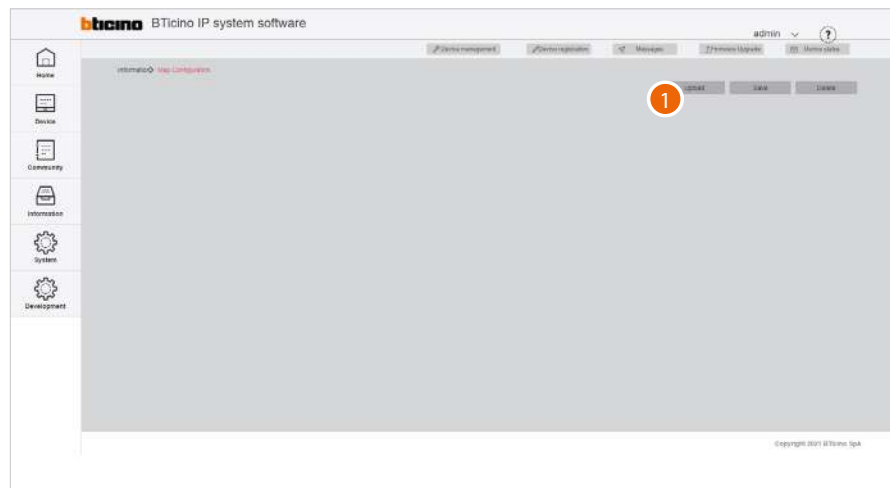 bticino BTicino IP system software
admin ?
Device management Device registration Messages Firmware Upgrade
Home
Information> Map Configuration
1 Upload Save Delete
Device
Community
Information
System
Development
Copyright 2021 BTicino SpA